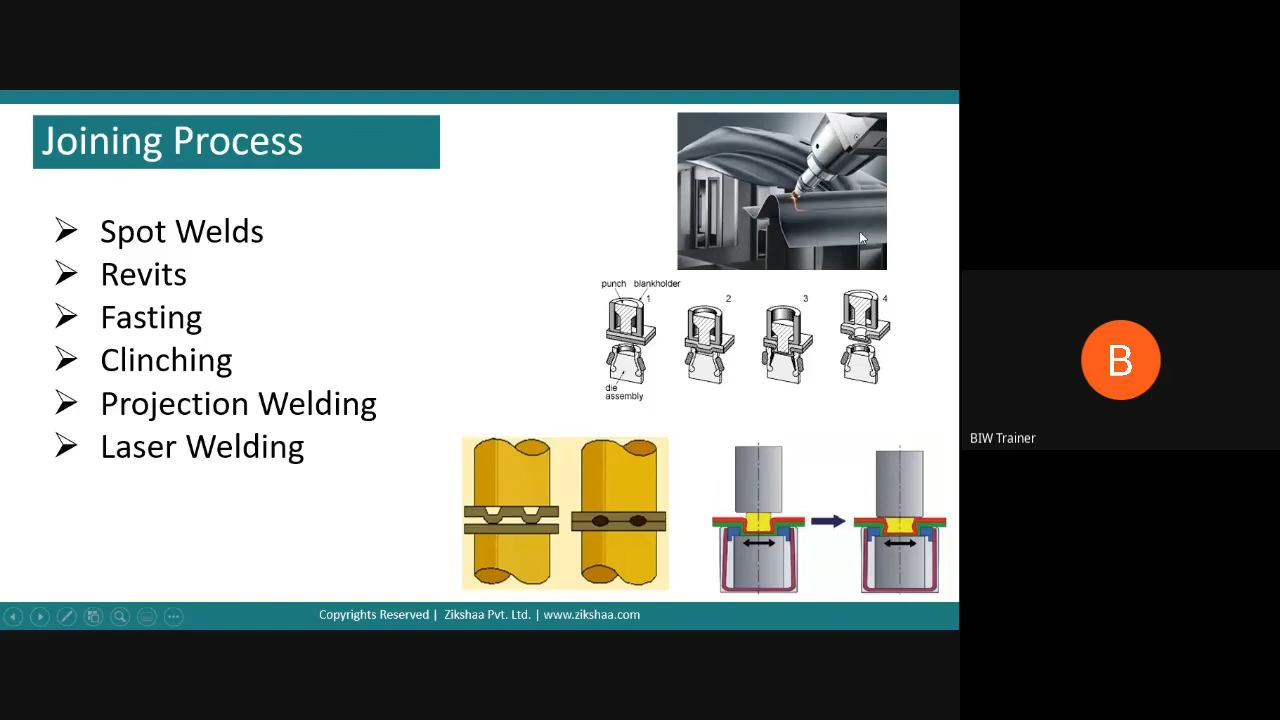 Joining Process
Spot Welds
Revits
Fasting
Clinching
Projection Welding
Laser Welding
punch blankholder
1
2
3
4
die
assembly
B
BIW Trainer
Copyrights Reserved | Zikshaa Pvt. Ltd. | www.zikshaa.com